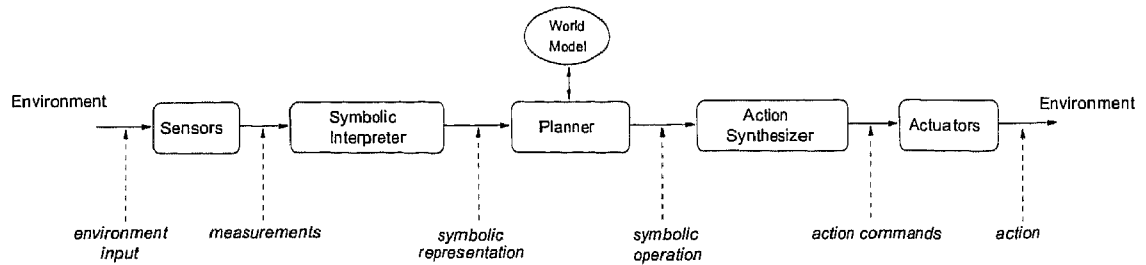 World
Model
Environment
Sensors
Symbolic
Interpreter
Planner
Action
Synthesizer
Actuators
Environment
environment
input
measurements
symbolic
representation
symbolic
operation
action commands
action